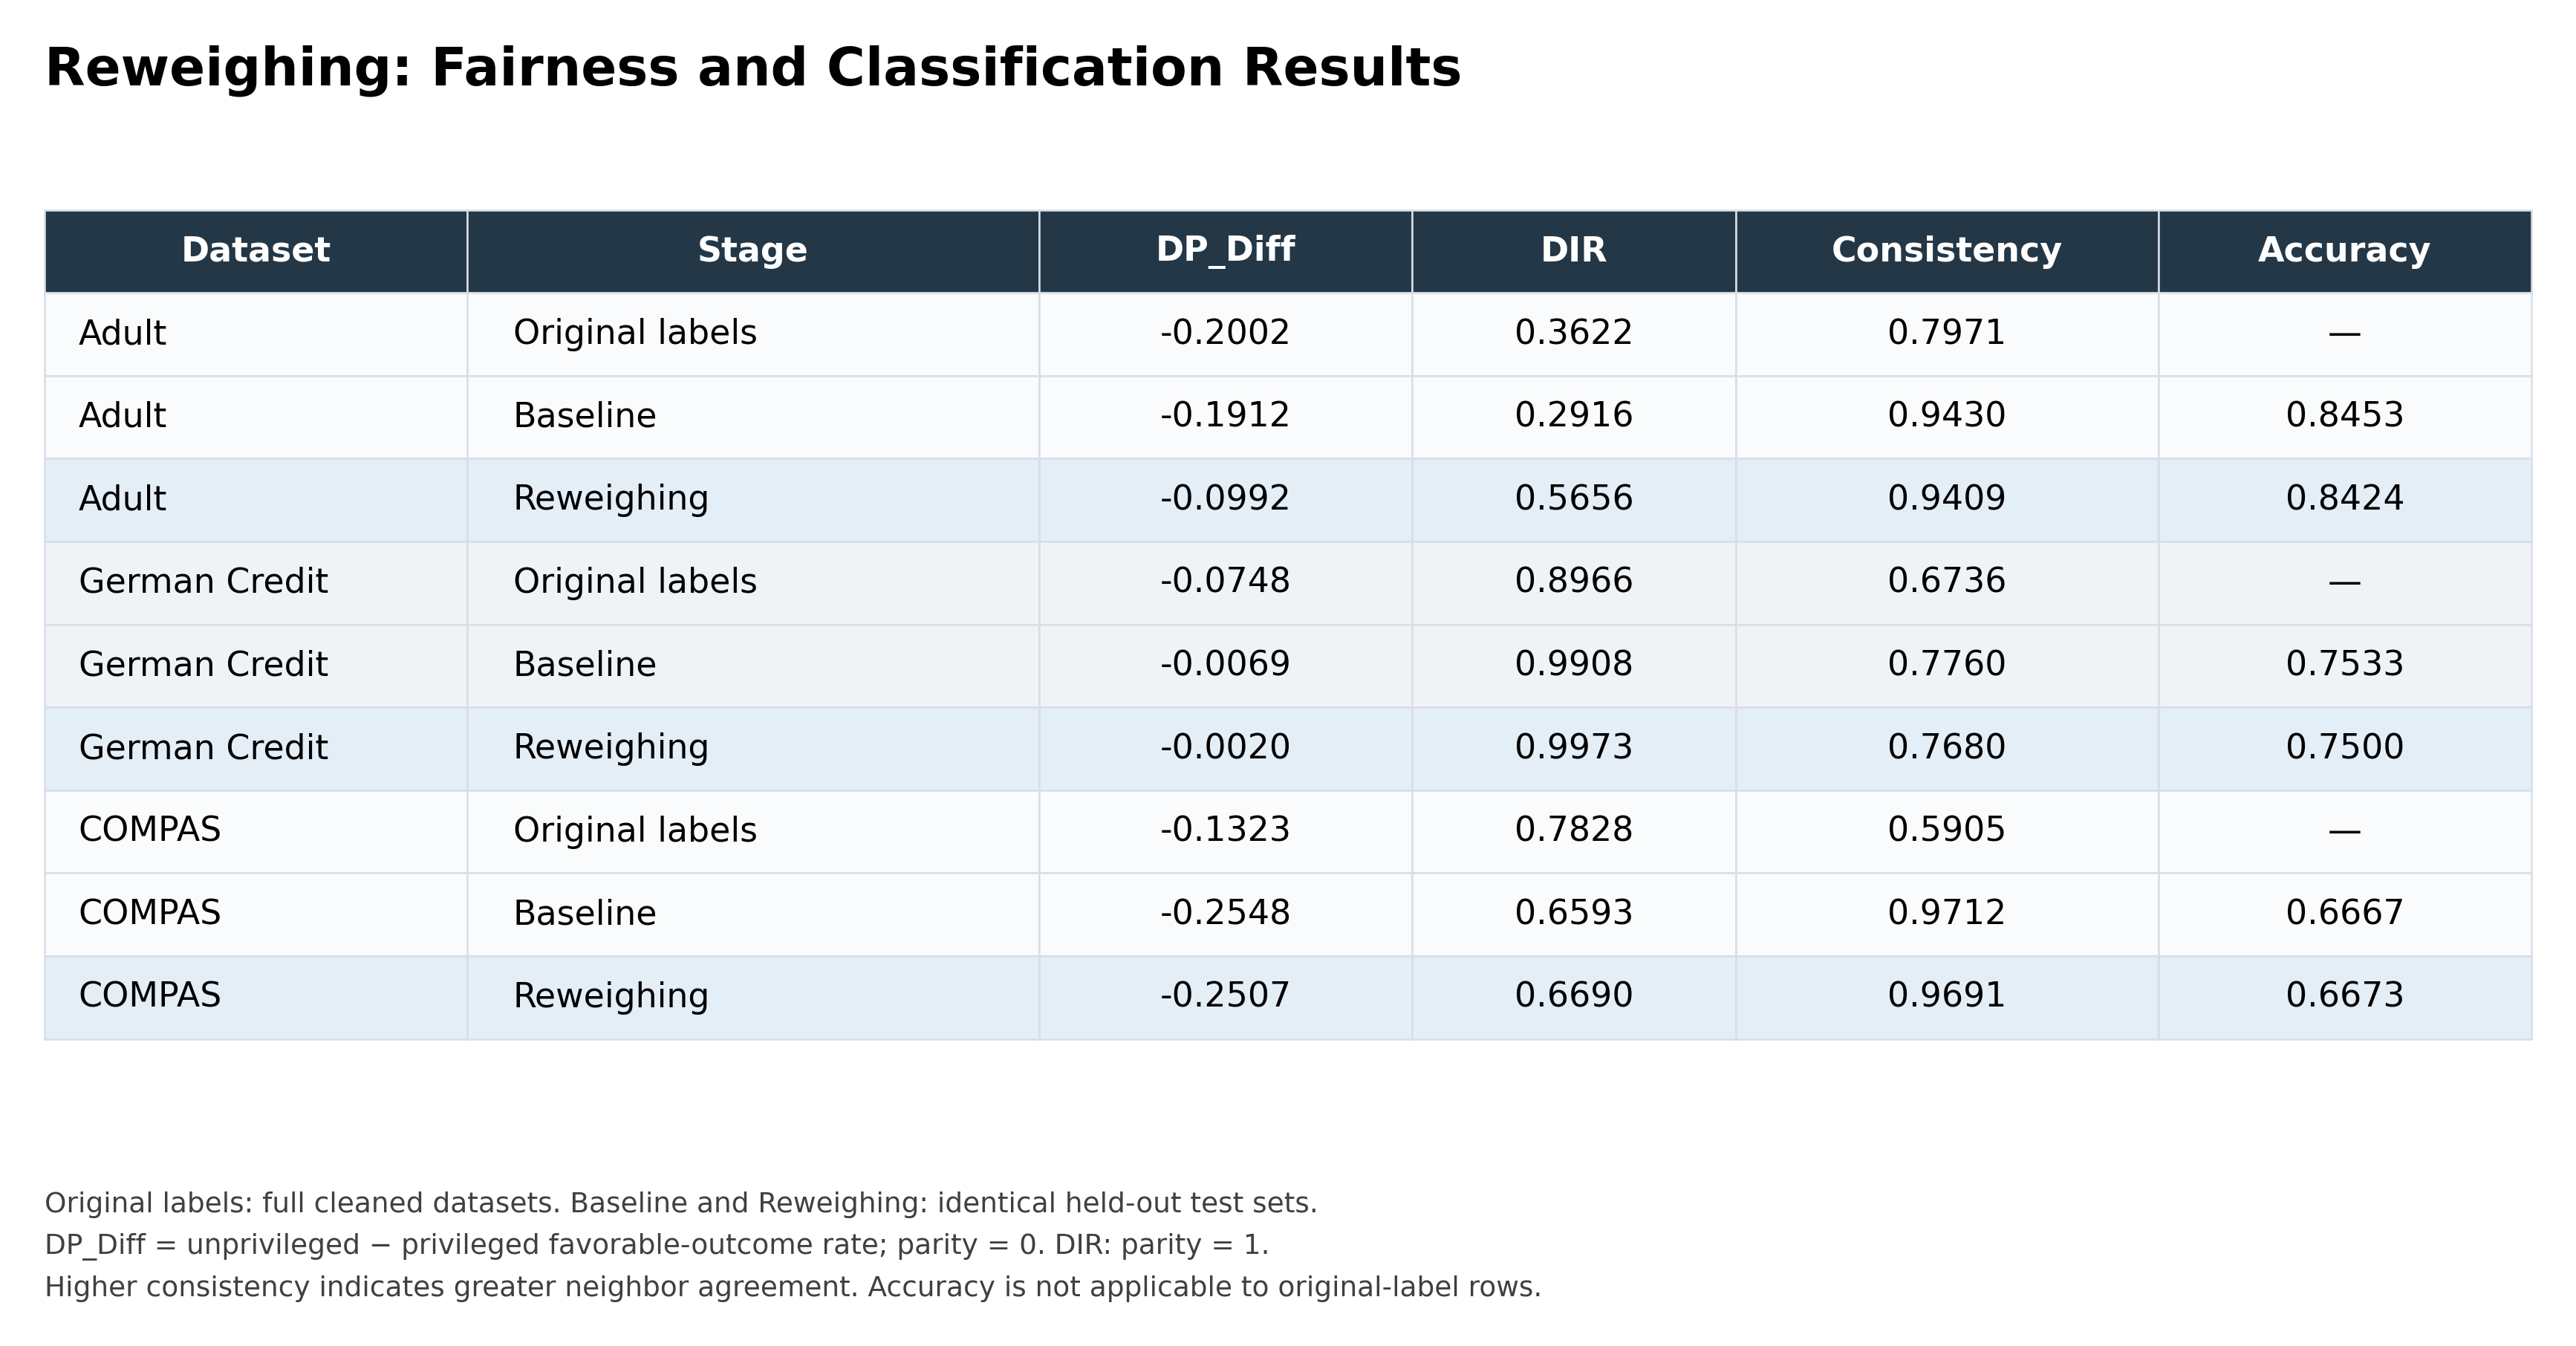 Reweighing: Fairness and Classification Results
Dataset Stage DP_Diff DIR Consistency Accuracy
Adult Original labels -0.2002 0.3622 0.7971 —
Adult Baseline -0.1912 0.2916 0.9430 0.8453
Adult Reweighing -0.0992 0.5656 0.9409 0.8424
German Credit Original labels -0.0748 0.8966 0.6736 —
German Credit Baseline -0.0069 0.9908 0.7760 0.7533
German Credit Reweighing -0.0020 0.9973 0.7680 0.7500
COMPAS Original labels -0.1323 0.7828 0.5905 —
COMPAS Baseline -0.2548 0.6593 0.9712 0.6667
COMPAS Reweighing -0.2507 0.6690 0.9691 0.6673
Original labels: full cleaned datasets. Baseline and Reweighing: identical held-out test sets.
DP_Diff = unprivileged − privileged favorable-outcome rate; parity = 0. DIR: parity = 1.
Higher consistency indicates greater neighbor agreement. Accuracy is not applicable to original-label rows.